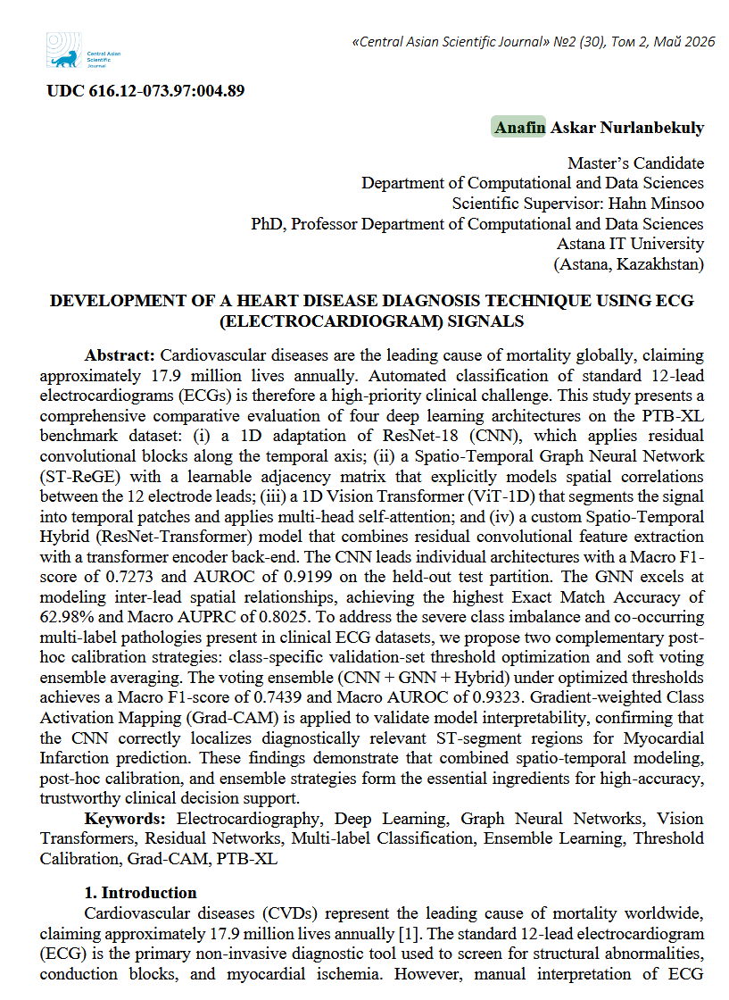 Central Asian
Scientific
Journal
«Central Asian Scientific Journal» №2 (30), Том 2, Май 2026
UDC 616.12-073.97:004.89
Anafin Askar Nurlanbekuly
Master’s Candidate
Department of Computational and Data Sciences
Scientific Supervisor: Hahn Minsoo
PhD, Professor Department of Computational and Data Sciences
Astana IT University
(Astana, Kazakhstan)
DEVELOPMENT OF A HEART DISEASE DIAGNOSIS TECHNIQUE USING ECG
(ELECTROCARDIOGRAM) SIGNALS
Abstract: Cardiovascular diseases are the leading cause of mortality globally, claiming
approximately 17.9 million lives annually. Automated classification of standard 12-lead
electrocardiograms (ECGs) is therefore a high-priority clinical challenge. This study presents a
comprehensive comparative evaluation of four deep learning architectures on the PTB-XL
benchmark dataset: (i) a 1D adaptation of ResNet-18 (CNN), which applies residual
convolutional blocks along the temporal axis; (ii) a Spatio-Temporal Graph Neural Network
(ST-ReGE) with a learnable adjacency matrix that explicitly models spatial correlations
between the 12 electrode leads; (iii) a 1D Vision Transformer (ViT-1D) that segments the signal
into temporal patches and applies multi-head self-attention; and (iv) a custom Spatio-Temporal
Hybrid (ResNet-Transformer) model that combines residual convolutional feature extraction
with a transformer encoder back-end. The CNN leads individual architectures with a Macro F1-
score of 0.7273 and AUROC of 0.9199 on the held-out test partition. The GNN excels at
modeling inter-lead spatial relationships, achieving the highest Exact Match Accuracy of
62.98% and Macro AUPRC of 0.8025. To address the severe class imbalance and co-occurring
multi-label pathologies present in clinical ECG datasets, we propose two complementary post-
hoc calibration strategies: class-specific validation-set threshold optimization and soft voting
ensemble averaging. The voting ensemble (CNN + GNN + Hybrid) under optimized thresholds
achieves a Macro F1-score of 0.7439 and Macro AUROC of 0.9323. Gradient-weighted Class
Activation Mapping (Grad-CAM) is applied to validate model interpretability, confirming that
the CNN correctly localizes diagnostically relevant ST-segment regions for Myocardial
Infarction prediction. These findings demonstrate that combined spatio-temporal modeling,
post-hoc calibration, and ensemble strategies form the essential ingredients for high-accuracy,
trustworthy clinical decision support.
Keywords: Electrocardiography, Deep Learning, Graph Neural Networks, Vision
Transformers, Residual Networks, Multi-label Classification, Ensemble Learning, Threshold
Calibration, Grad-CAM, PTB-XL
1. Introduction
Cardiovascular diseases (CVDs) represent the leading cause of mortality worldwide,
claiming approximately 17.9 million lives annually [1]. The standard 12-lead electrocardiogram
(ECG) is the primary non-invasive diagnostic tool used to screen for structural abnormalities,
conduction blocks, and myocardial ischemia. However, manual interpretation of ECG